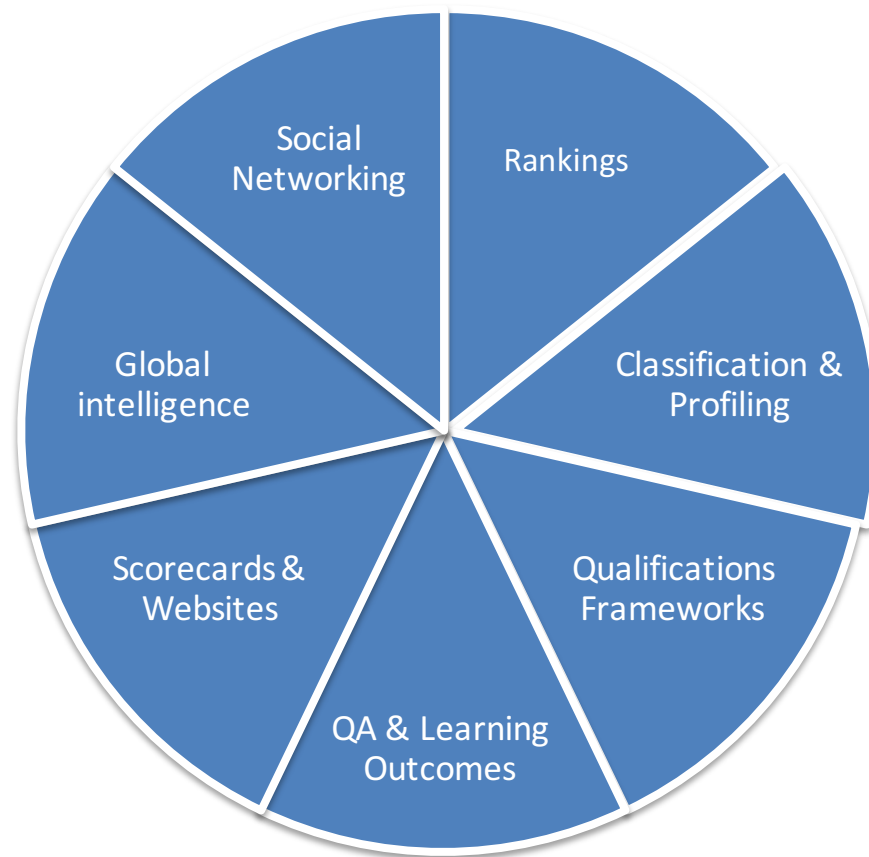 Social
Networking
Rankings
Global
intelligence
Classification &
Profiling
Scorecards &
Websites
Qualifications
Frameworks
QA & Learning
Outcomes